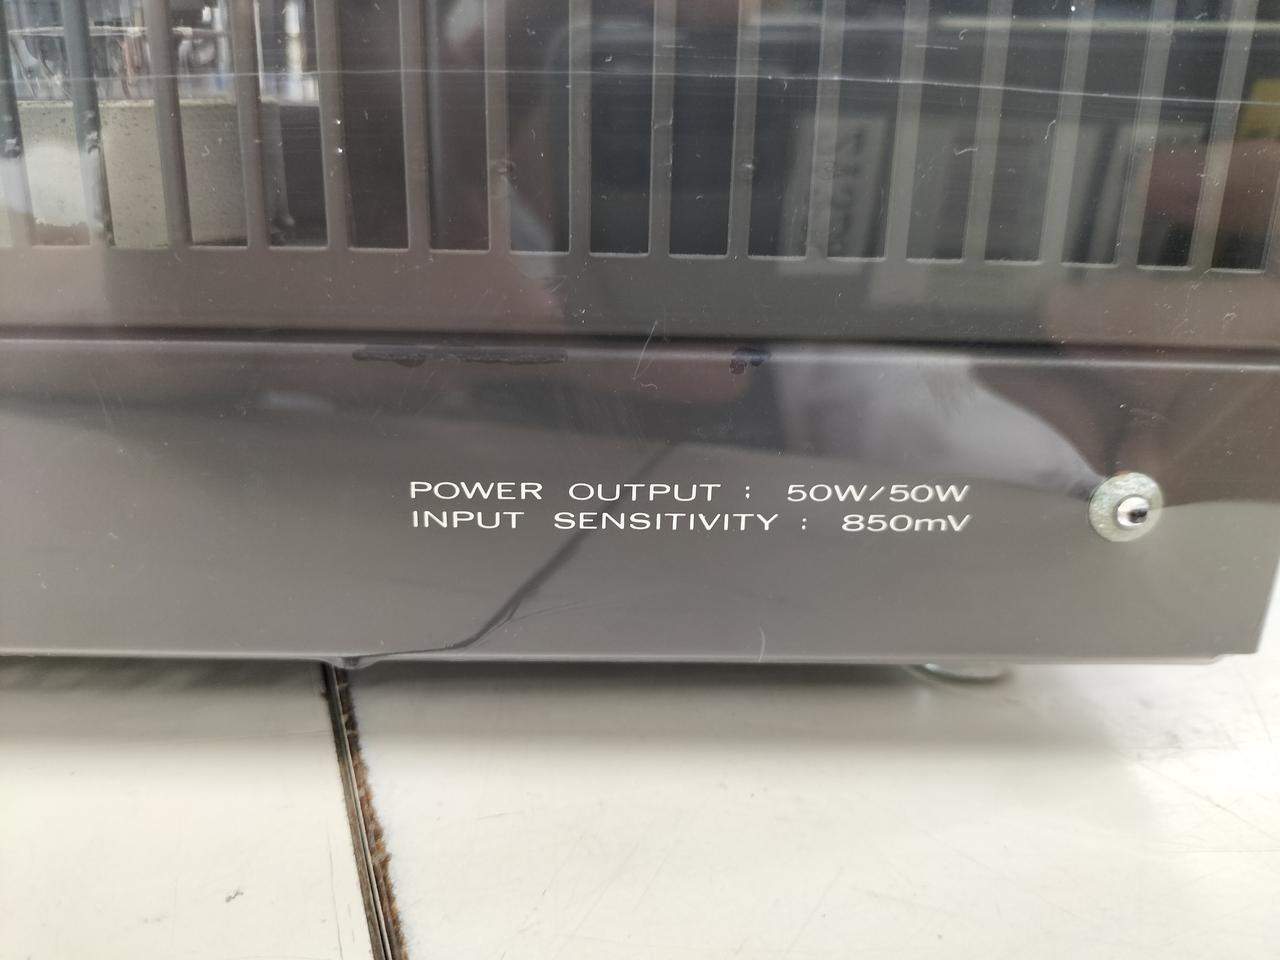 POWER OUTPUT : 50W/50W
INPUT SENSITIVITY : 850mV